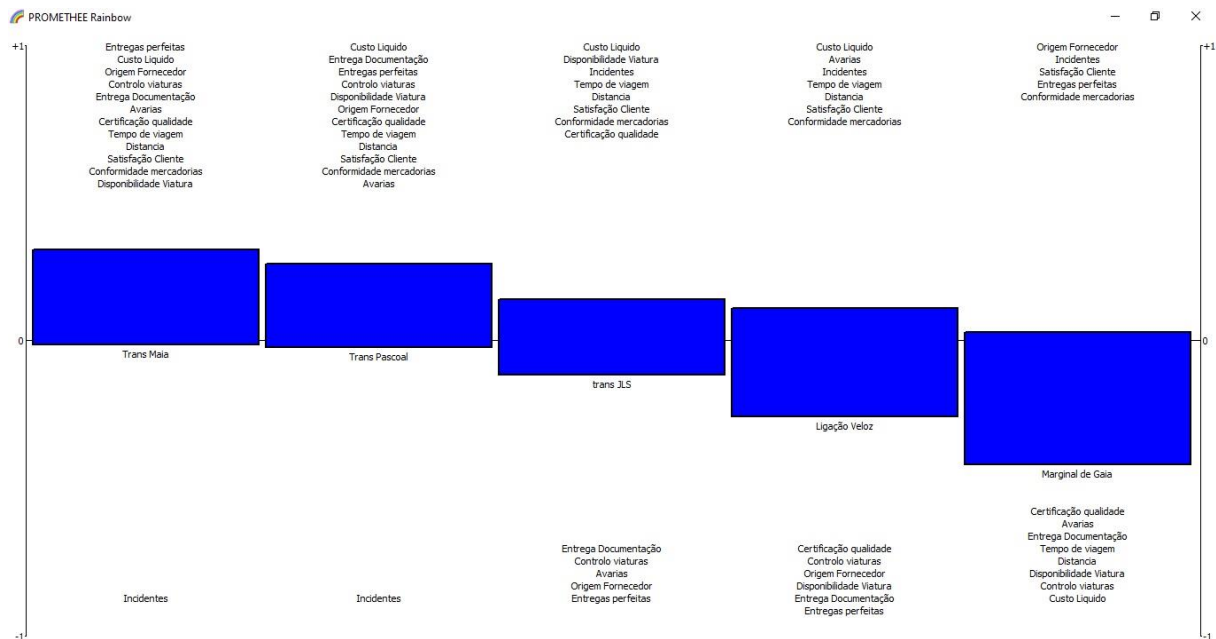 PROMETHEE Rainbow
+1
Entregas perfeitas
Custo Liquido
Origem Fornecedor
Controlo viaturas
Entrega Documentação
Avarias
Certificação qualidade
Tempo de viagem
Distancia
Satisfação Cliente
Conformidade mercadorias
Disponibilidade Viatura
Custo Liquido
Entrega Documentação
Entregas perfeitas
Controlo viaturas
Disponibilidade Viatura
Origem Fornecedor
Certificação qualidade
Tempo de viagem
Distancia
Satisfação Cliente
Conformidade mercadorias
Avarias
Custo Liquido
Disponibilidade Viatura
Incidentes
Tempo de viagem
Distancia
Satisfação Cliente
Conformidade mercadorias
Certificação qualidade
Custo Liquido
Avarias
Incidentes
Tempo de viagem
Distancia
Satisfação Cliente
Conformidade mercadorias
Origem Fornecedor
Incidentes
Satisfação Cliente
Entregas perfeitas
Conformidade mercadorias
+1
0
Trans Maia
Trans Pascoal
trans JLS
Ligação Veloz
Marginal de Gaia
0
Incidentes
Incidentes
Entrega Documentação
Controlo viaturas
Avarias
Origem Fornecedor
Entregas perfeitas
Certificação qualidade
Controlo viaturas
Origem Fornecedor
Disponibilidade Viatura
Entrega Documentação
Entregas perfeitas
Certificação qualidade
Avarias
Entrega Documentação
Tempo de viagem
Distancia
Disponibilidade Viatura
Controlo viaturas
Custo Liquido
-1
-1